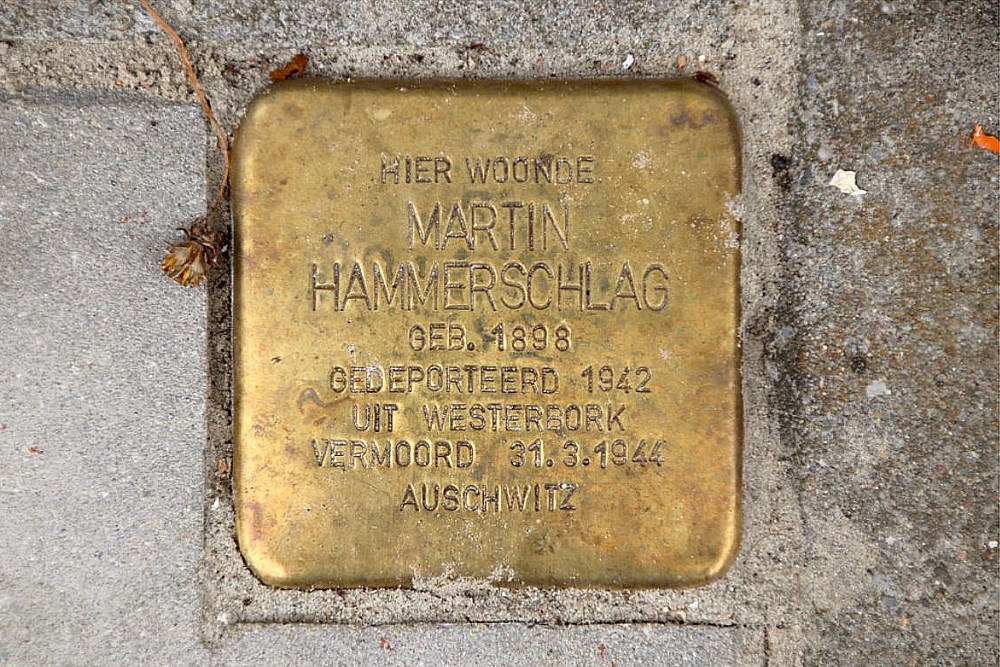 HIER WOONDE
MARTIN
HAMMERSCHLAG
GEB. 1898
GEDEPORTEERD 1942
UIT WESTERBORK
VERMOORD 31.3.1944
AUSCHWITZ